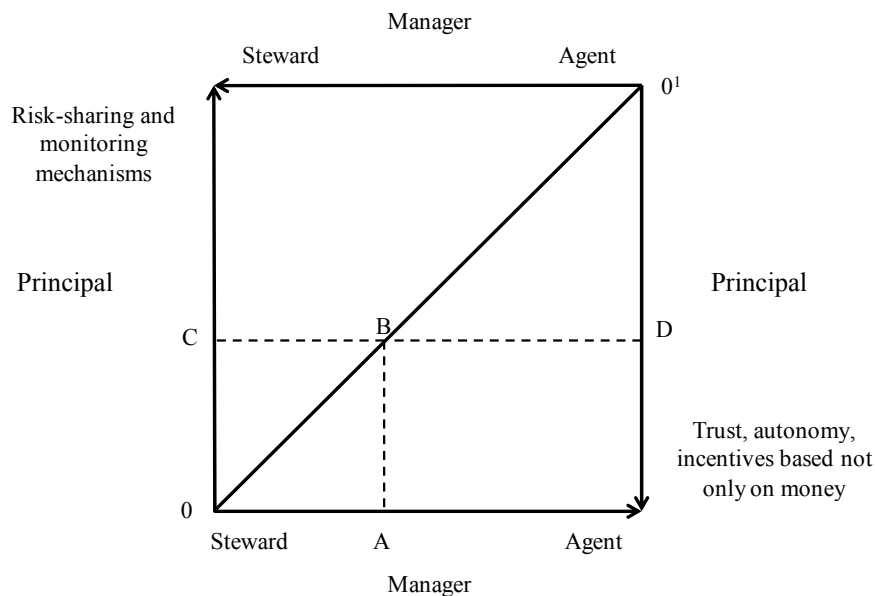 Manager
Steward Agent
0¹
Risk-sharing and
monitoring
mechanisms
Principal Principal
C B D
Trust, autonomy,
incentives based not
only on money
0
Steward A Agent
Manager